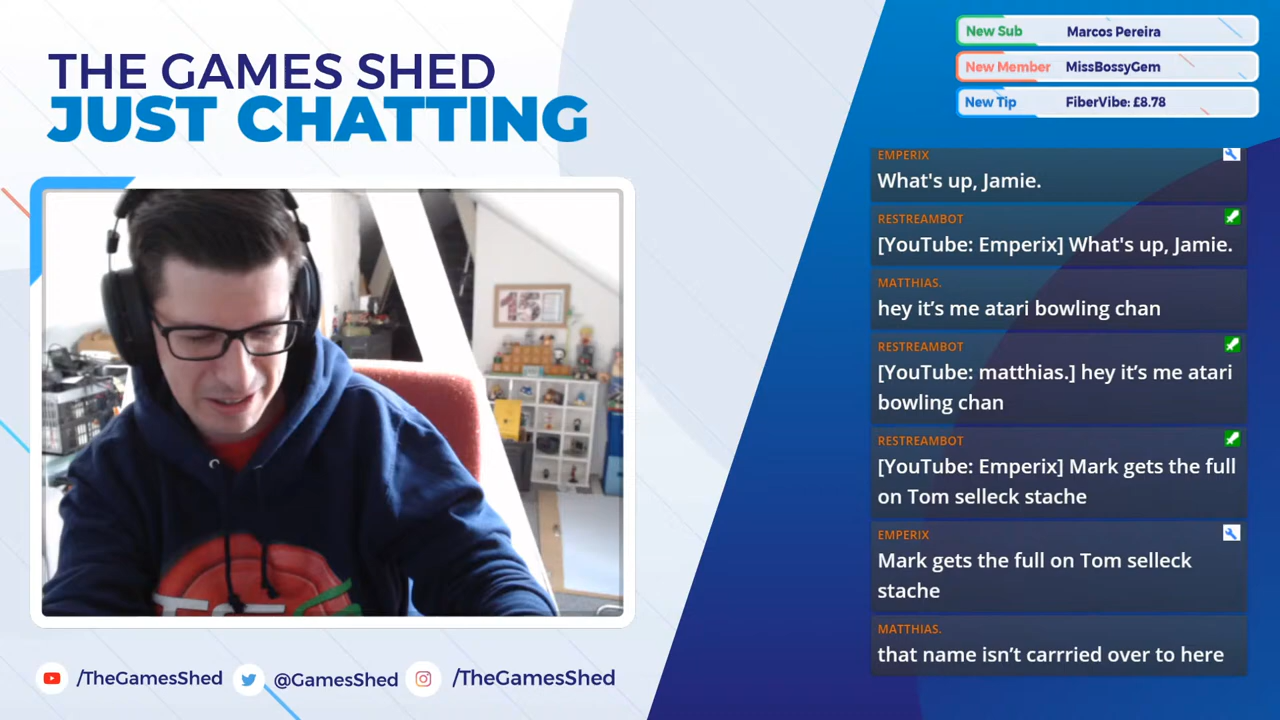 THE GAMES SHED
JUST CHATTING
New Sub Marcos Pereira
New Member MissBossyGem
New Tip FiberVibe: £8.78
EMPERIX
What's up, Jamie.
RESTREAMBOT
[YouTube: Emperix] What's up, Jamie.
MATTHIAS.
hey it’s me atari bowling chan
RESTREAMBOT
[YouTube: matthias.] hey it’s me atari
bowling chan
RESTREAMBOT
[YouTube: Emperix] Mark gets the full
on Tom selleck stache
EMPERIX
Mark gets the full on Tom selleck
stache
MATTHIAS.
that name isn’t carrried over to here
15
/TheGamesShed
@GamesShed
/TheGamesShed